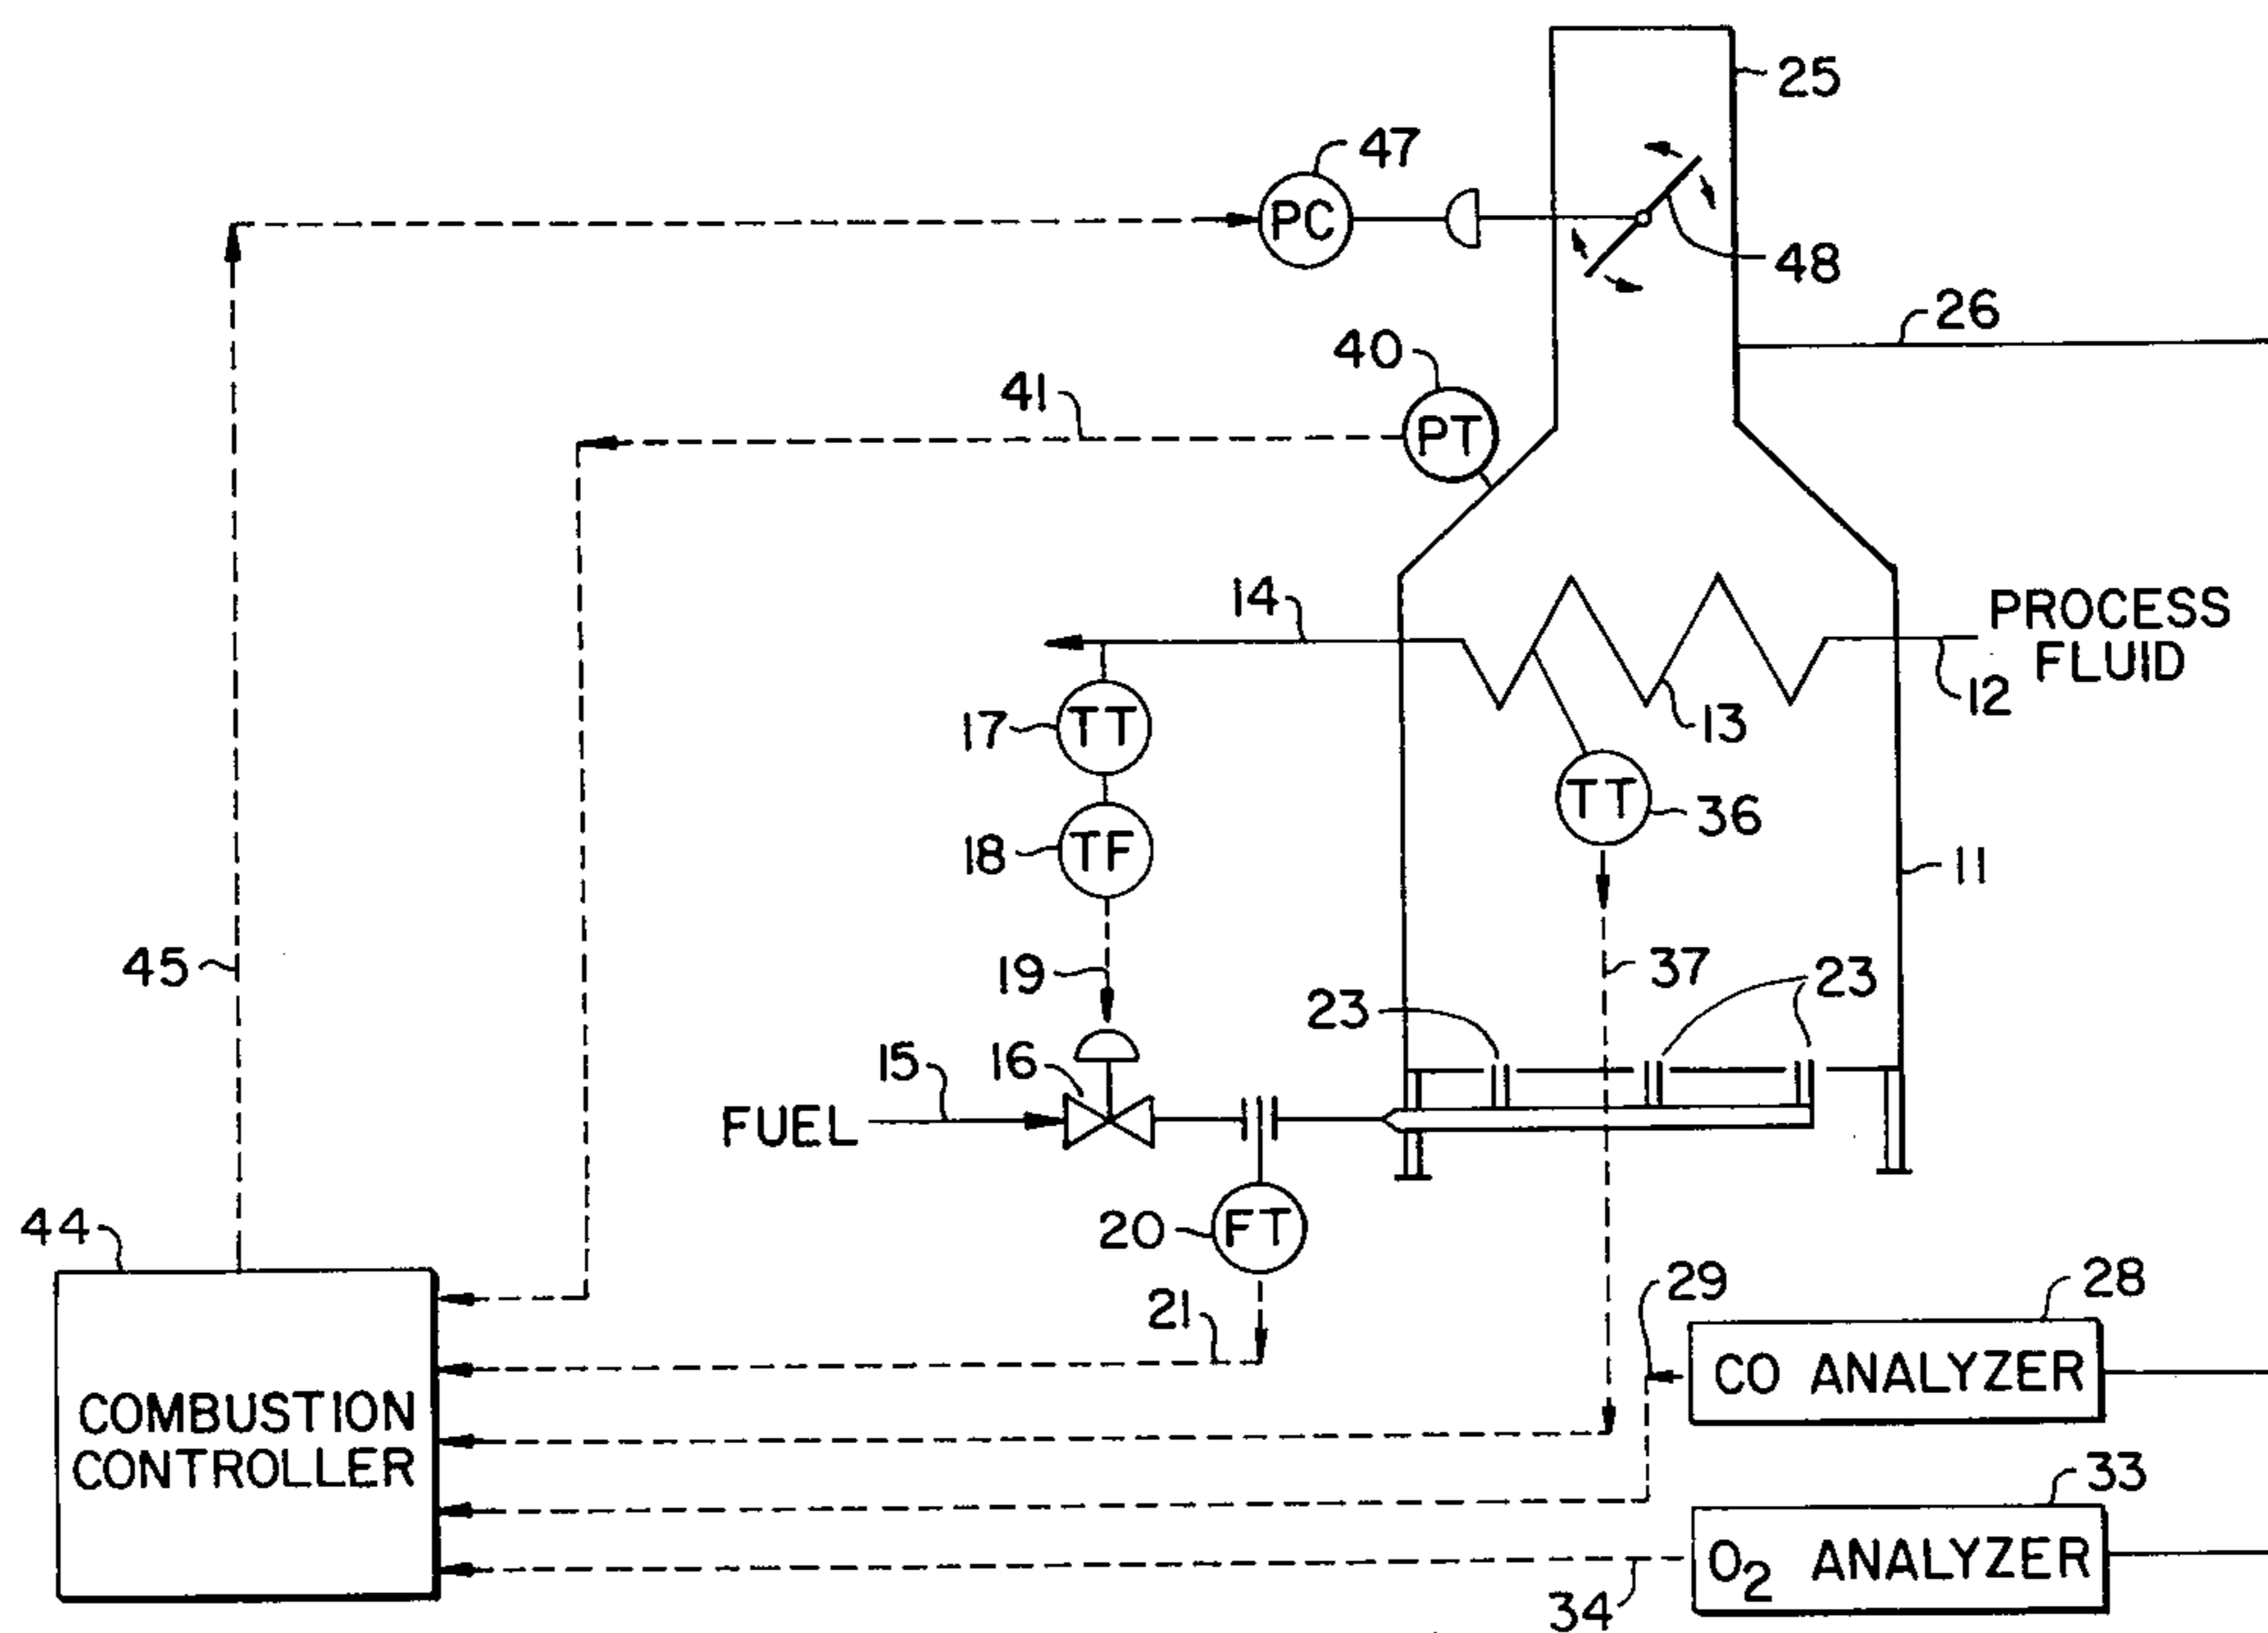 25
47
PC
48
26
40
41
PT
14
PROCESS
FLUID
12
13
17
TT
TT
36
18
TF
11
45
19
37
23
23
15
16
FUEL
44
20
FT
29
28
21
CO ANALYZER
COMBUSTION
CONTROLLER
33
O2 ANALYZER
34